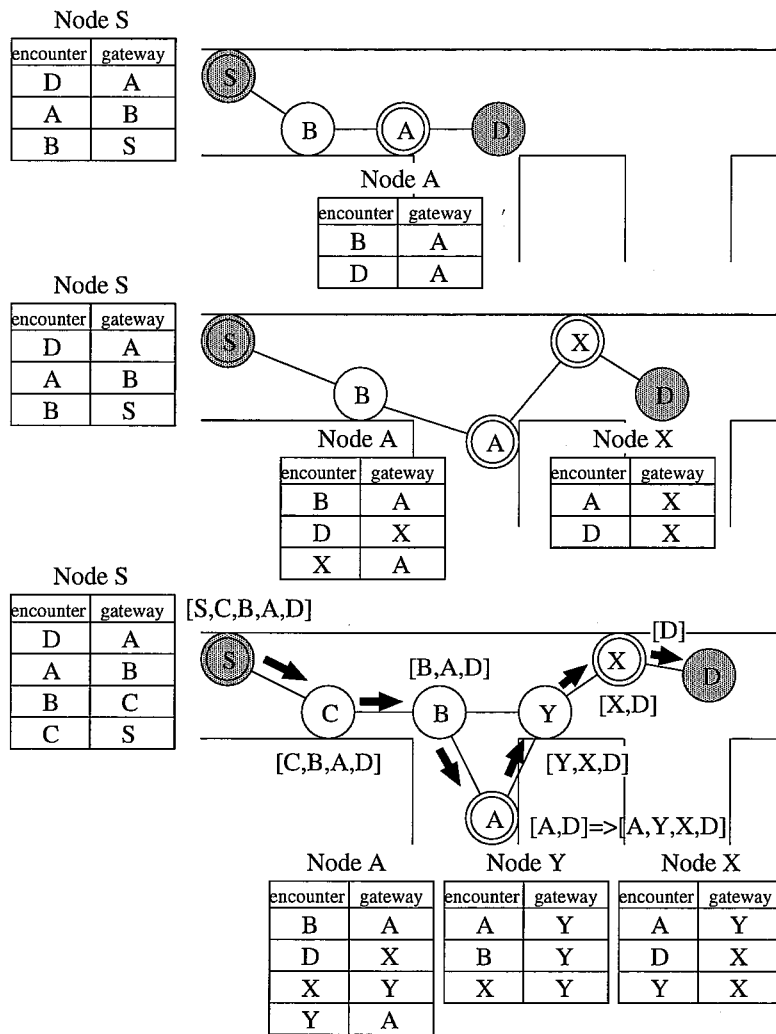 Node S
encounter gateway
D A
A B
B S
S
B
A
D
Node A
encounter gateway
B A
D A
Node S
encounter gateway
D A
A B
B S
S
B
A
X
D
Node A
encounter gateway
B A
D X
X A
Node X
encounter gateway
A X
D X
Node S
encounter gateway
D A
A B
B C
C S
[S,C,B,A,D]
S
C
[C,B,A,D]
B
[B,A,D]
A
[A,D]=>[A,Y,X,D]
Y
[Y,X,D]
X
[X,D]
[D]
D
Node A
encounter gateway
B A
D X
X Y
Y A
Node Y
encounter gateway
A Y
B Y
X Y
Node X
encounter gateway
A Y
D X
Y X